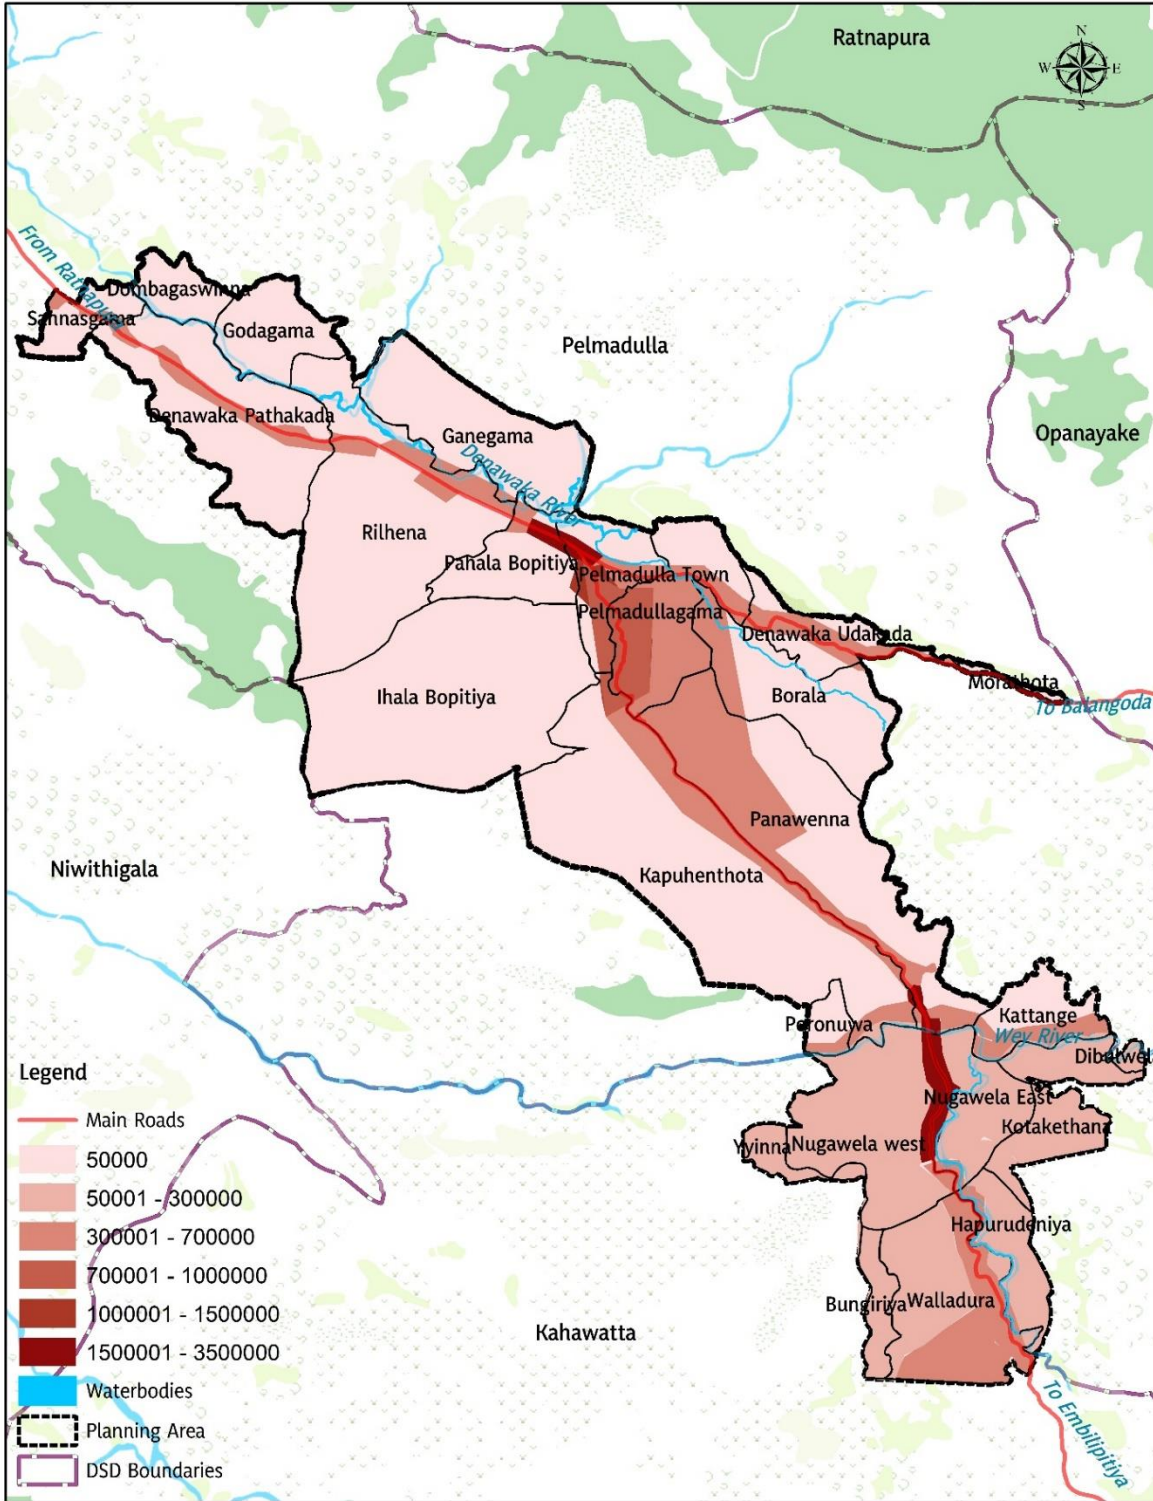 Ratnapura
N
W E
S
From Ratnapura
Dombagaswinna
Sannasgama
Godagama
Pelmadulla
Denawaka Pathakada
Ganegama
Opanayake
Denawaka River
Rilhena
Pahala Bopitiya
Pelmadulla Town
Pelmadullagama
Denawaka Udakada
Ihala Bopitiya
Borala
Morathota
To Balangoda
Panawenna
Niwithigala
Kapuhenthota
Peronuwa
Kattange
Wey River
Dibulwela
Nugawela East
Kotakethana
Yyinna
Nugawela west
Hapurudeniya
Bungiriya
Walladura
Kahawatta
To Embilipitiya
Legend
Main Roads
50000
50001 - 300000
300001 - 700000
700001 - 1000000
1000001 - 1500000
1500001 - 3500000
Waterbodies
Planning Area
DSD Boundaries